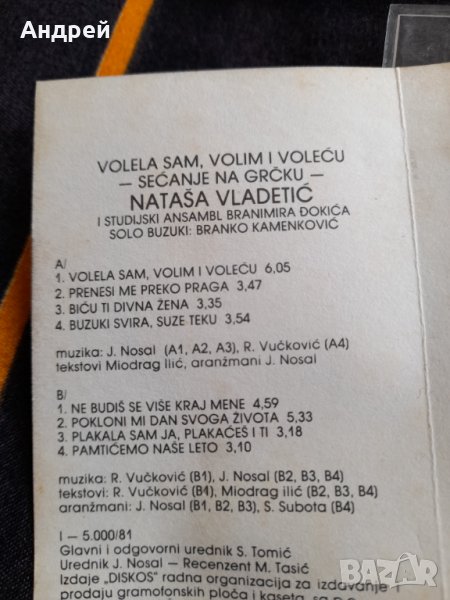 Андрей
VOLELA SAM, VOLIM I VOLEĆU
— SEĆANJE NA GRČKU —
NATAŠA VLADETIĆ
I STUDIJSKI ANSAMBL BRANIMIRA ĐOKIĆA
SOLO BUZUKI: BRANKO KAMENKOVIĆ
A/
1. VOLELA SAM, VOLIM I VOLEĆU 6,05
2. PRENESI ME PREKO PRAGA 3,47
3. BIĆU TI DIVNA ŽENA 3,35
4. BUZUKI SVIRA, SUZE TEKU 3,54
muzika: J. Nosal (A1, A2, A3), R. Vučković (A4)
tekstovi Miodrag Ilić, aranžmani J. Nosal
B/
1. NE BUDIŠ SE VIŠE KRAJ MENE 4,59
2. POKLONI MI DAN SVOGA ŽIVOTA 5,33
3. PLAKALA SAM JA, PLAKAĆEŠ I TI 3,18
4. PAMTIĆEMO NAŠE LETO 3,10
muzika: R. Vučković (B1), J. Nosal (B2, B3, B4)
tekstovi: R. Vučković (B1), Miodrag ilić (B2, B3, B4)
aranžmani: J. Nosal (B1, B2, B3), S. Subota (B4)
I — 5.000/81
Glavni i odgovorni urednik S. Tomić
Urednik J. Nosal — Recenzent M. Tasić
Izdaje „DISKOS" radna organizacija za izdavanje i
prodaju gramofonskih ploča i kaseta, sa
BAZAR